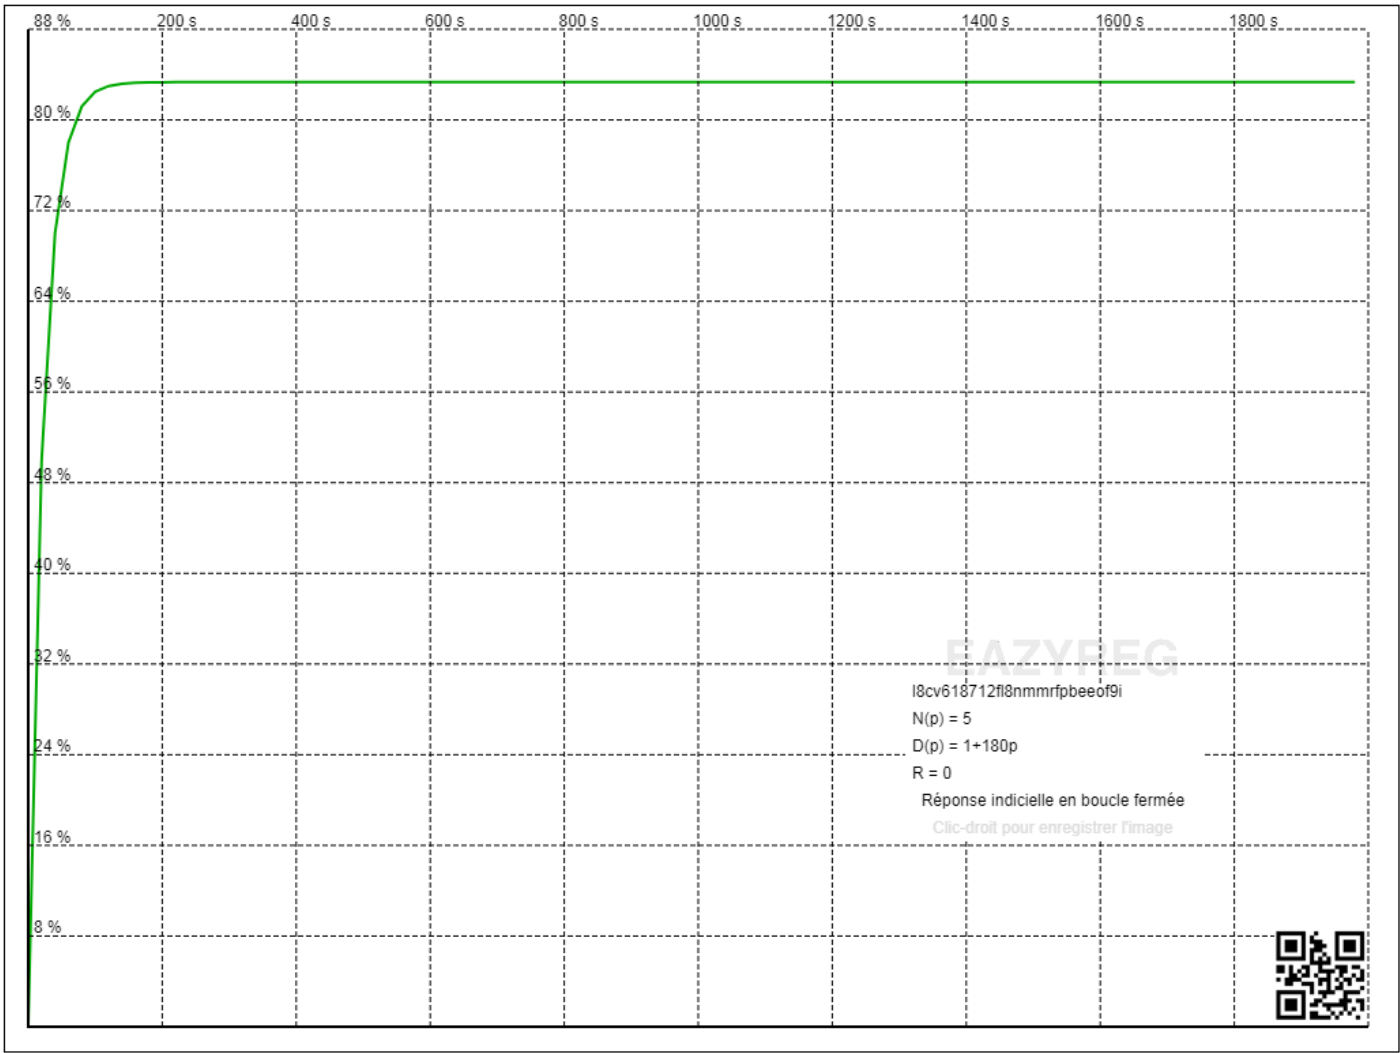 88 % 200 s 400 s 600 s 800 s 1000 s 1200 s 1400 s 1600 s 1800 s
80 %
72 %
64 %
56 %
48 %
40 %
32 %
EAZYREG
l8cv618712fl8nmmrfpbeeof9i
N(p) = 5
D(p) = 1+180p
24 %
R = 0
Réponse indicielle en boucle fermée
Clic-droit pour enregistrer l'image
16 %
8 %